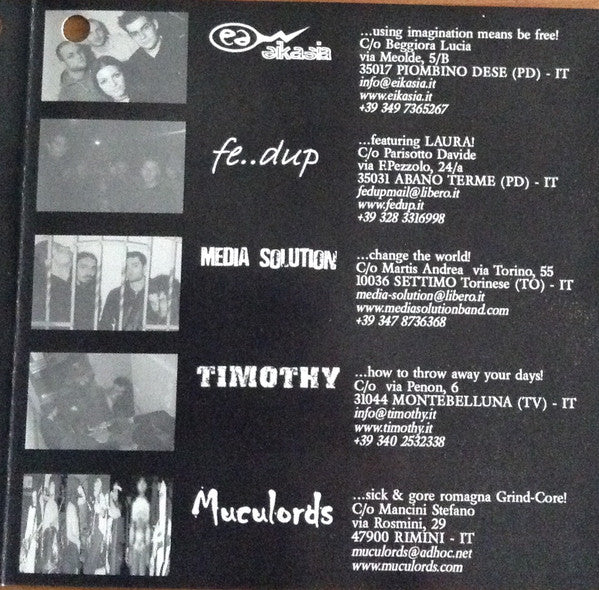 ea eikasia
...using imagination means be free!
C/o Beggiora Lucia
via Meolde, 5/B
35017 PIOMBINO DESE (PD) - IT
info@eikasia.it
www.eikasia.it
+39 349 7365267
fe..dup
...featuring LAURA!
C/o Parisotto Davide
via F.Pezzolo, 24/a
35031 ABANO TERME (PD) - IT
fedupmail@libero.it
www.fedup.it
+39 328 3316998
MEDIA SOLUTION
...change the world!
C/o Martis Andrea via Torino, 55
10036 SETTIMO Torinese (TO) - IT
media-solution@libero.it
www.mediasolutionband.com
+39 347 8736368
TIMOTHY
...how to throw away your days!
C/o via Penon, 6
31044 MONTEBELLUNA (TV) - IT
info@timothy.it
www.timothy.it
+39 340 2532338
Muculords
...sick & gore romagna Grind-Core!
C/o Mancini Stefano
via Rosmini, 29
47900 RIMINI - IT
muculords@adhoc.net
www.muculords.com